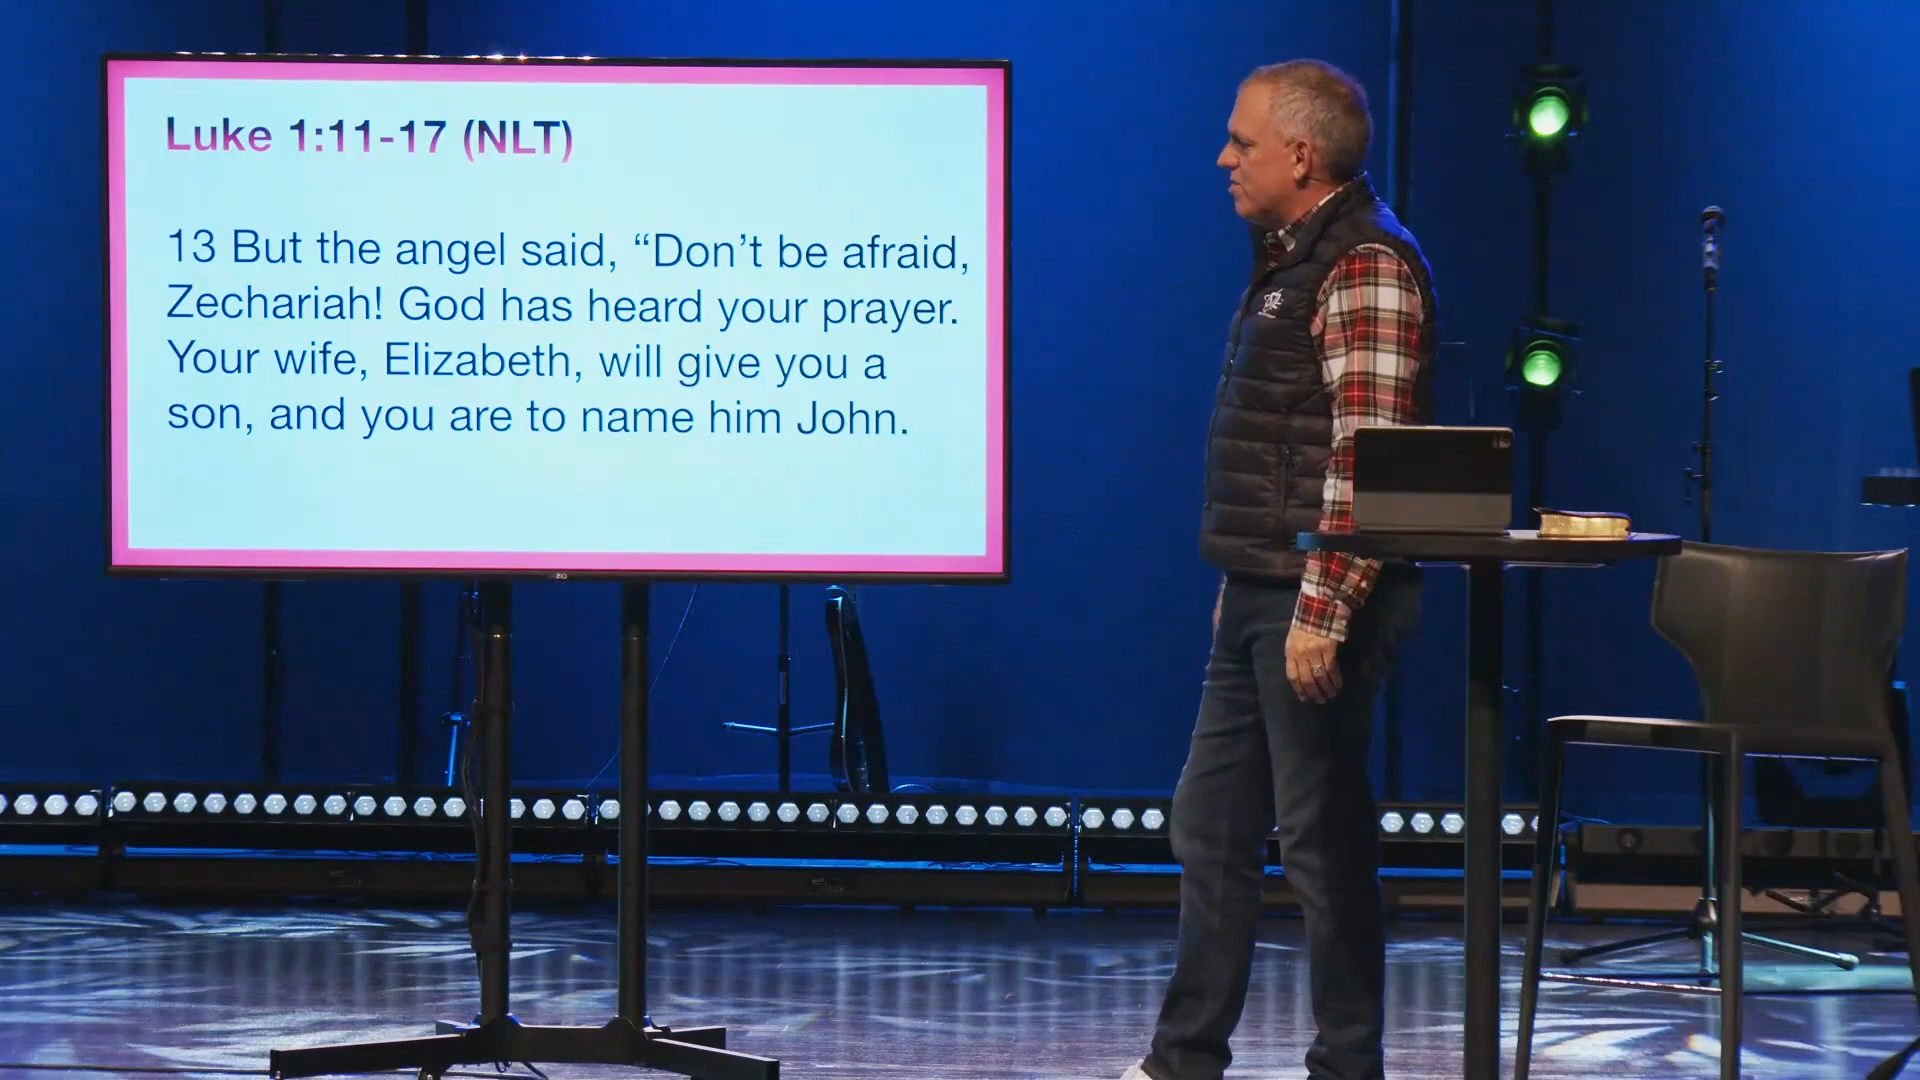 Luke 1:11-17 (NLT)
13 But the angel said, “Don’t be afraid,
Zechariah! God has heard your prayer.
Your wife, Elizabeth, will give you a
son, and you are to name him John.